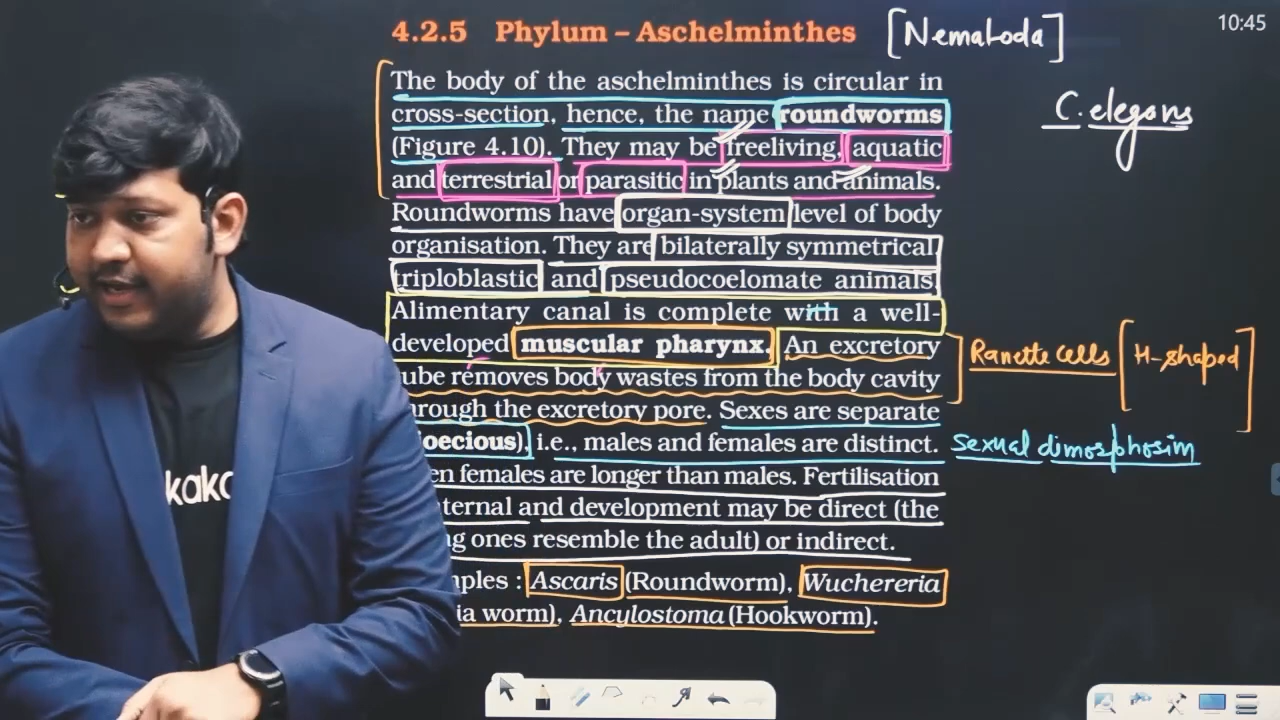 4.2.5 Phylum – Aschelminthes [Nematoda]
10:45
C. elegans
The body of the aschelminthes is circular in
cross-section, hence, the name roundworms
(Figure 4.10). They may be freeliving, aquatic
and terrestrial or parasitic in plants and animals.
Roundworms have organ-system level of body
organisation. They are bilaterally symmetrical,
triploblastic and pseudocoelomate animals.
Alimentary canal is complete with a well-
developed muscular pharynx. An excretory
tube removes body wastes from the body cavity
Ranette cells [H-shaped]
through the excretory pore. Sexes are separate
oecious), i.e., males and females are distinct.
Sexual dimosphosim
en females are longer than males. Fertilisation
ternal and development may be direct (the
g ones resemble the adult) or indirect.
mples : Ascaris (Roundworm), Wuchereria
ia worm), Ancylostoma (Hookworm).
kako